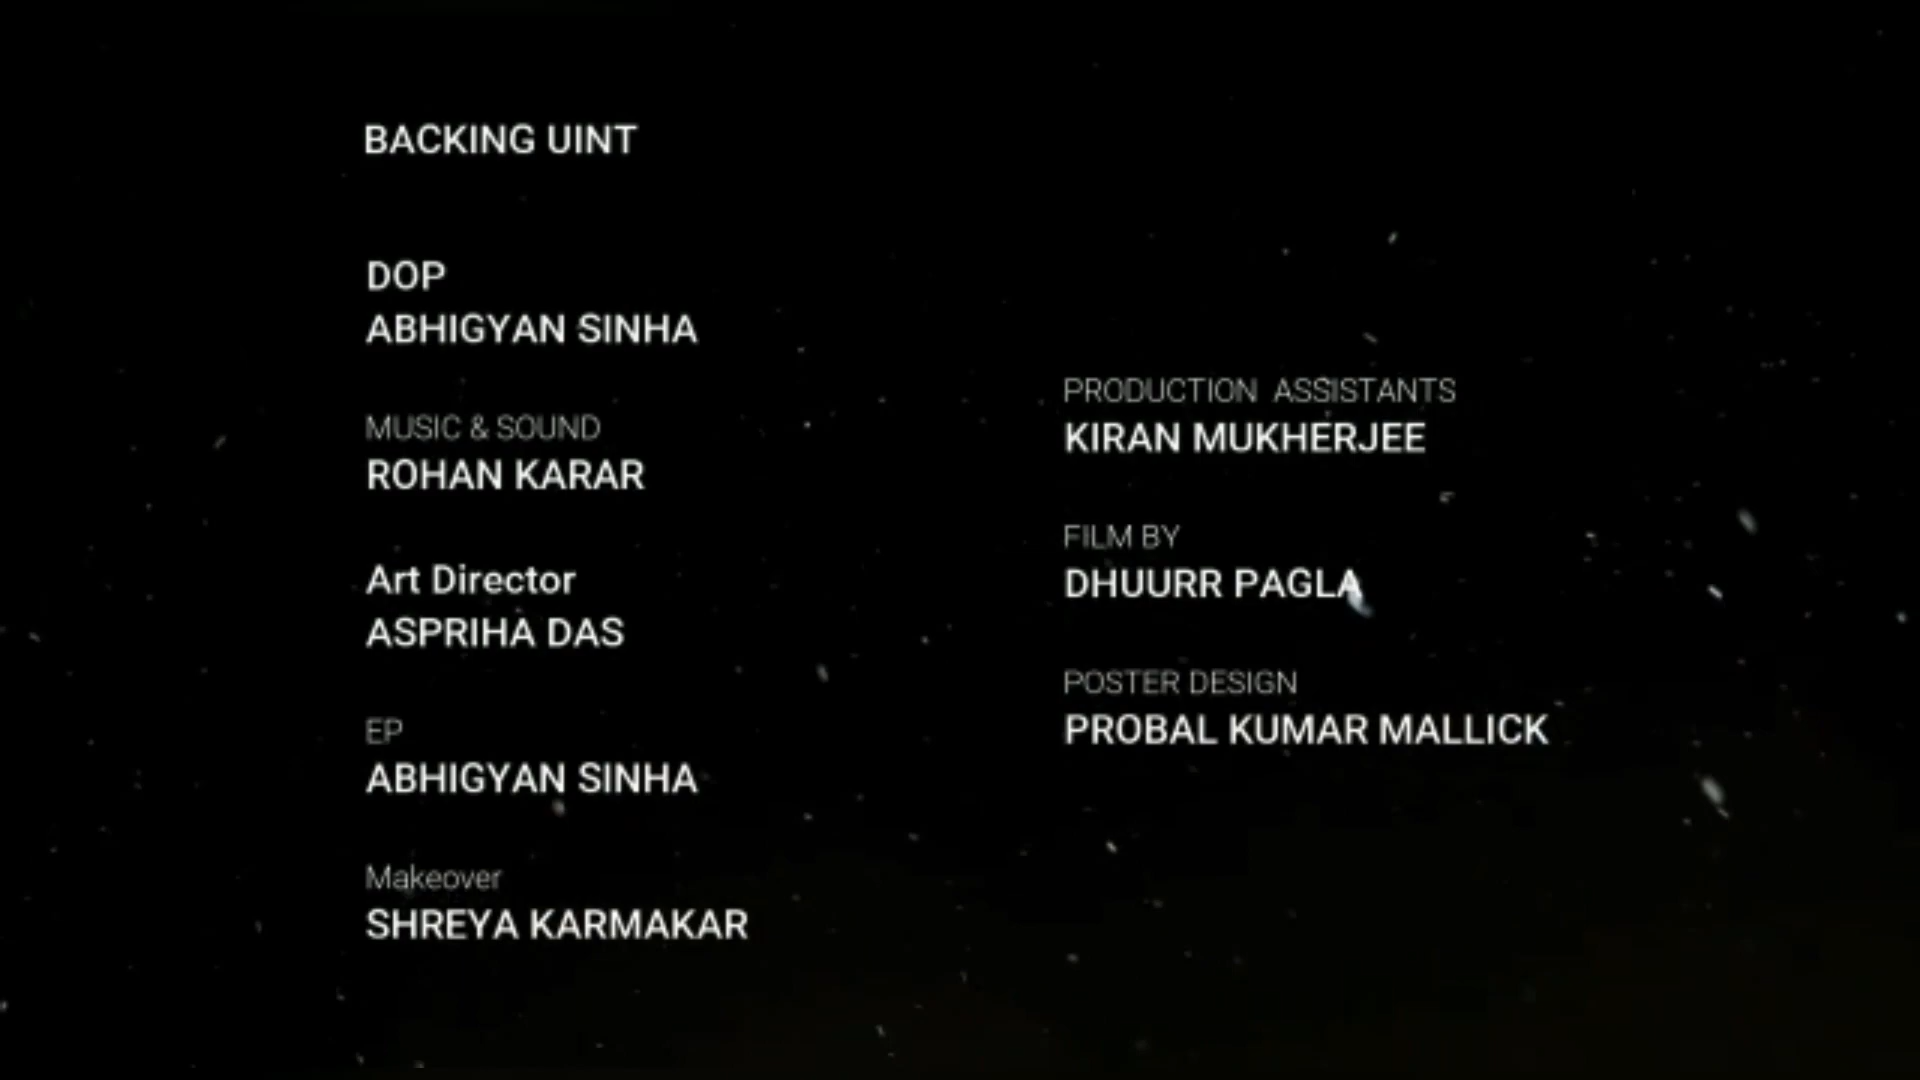 BACKING UINT
DOP
ABHIGYAN SINHA
MUSIC & SOUND
ROHAN KARAR
Art Director
ASPRIHA DAS
EP
ABHIGYAN SINHA
Makeover
SHREYA KARMAKAR
PRODUCTION ASSISTANTS
KIRAN MUKHERJEE
FILM BY
DHUURR PAGLA
POSTER DESIGN
PROBAL KUMAR MALLICK